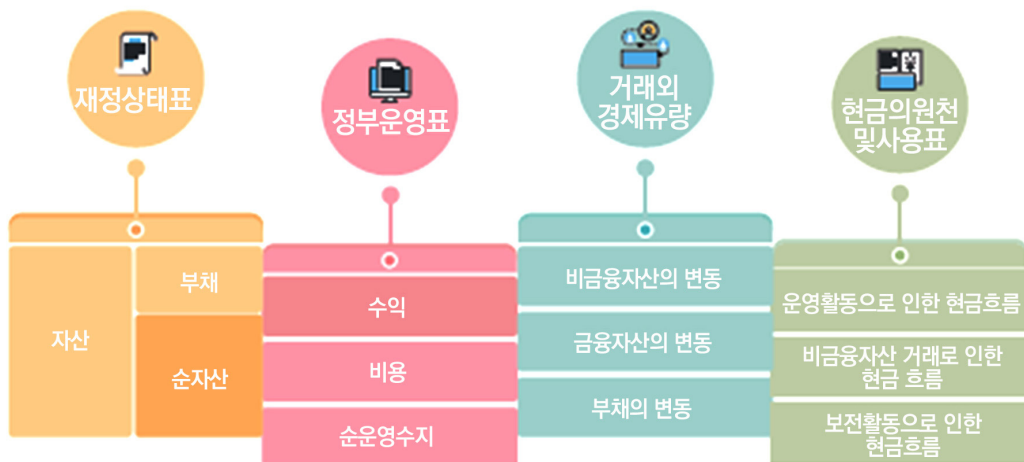 재정상태표
자산
부채
순자산
정부운영표
수익
비용
순운영수지
거래외
경제유량
비금융자산의 변동
금융자산의 변동
부채의 변동
현금의원천
및사용표
운영활동으로 인한 현금흐름
비금융자산 거래로 인한
현금 흐름
보전활동으로 인한
현금흐름